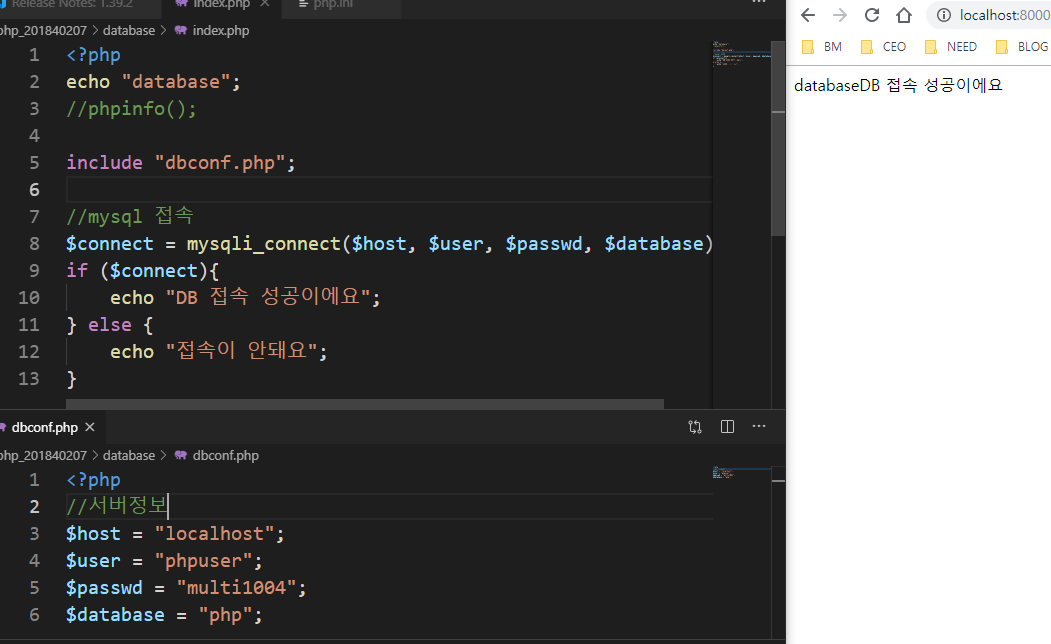 Release Notes: 1.39.2
index.php
php.ini
php_201840207 > database > index.php
1 <?php
2 echo "database";
3 //phpinfo();
4
5 include "dbconf.php";
6
7 //mysql 접속
8 $connect = mysqli_connect($host, $user, $passwd, $database)
9 if ($connect){
10 echo "DB 접속 성공이에요";
11 } else {
12 echo "접속이 안돼요";
13 }
dbconf.php
php_201840207 > database > dbconf.php
1 <?php
2 //서버정보
3 $host = "localhost";
4 $user = "phpuser";
5 $passwd = "multi1004";
6 $database = "php";
localhost:8000
BM CEO NEED BLOG
databaseDB 접속 성공이에요